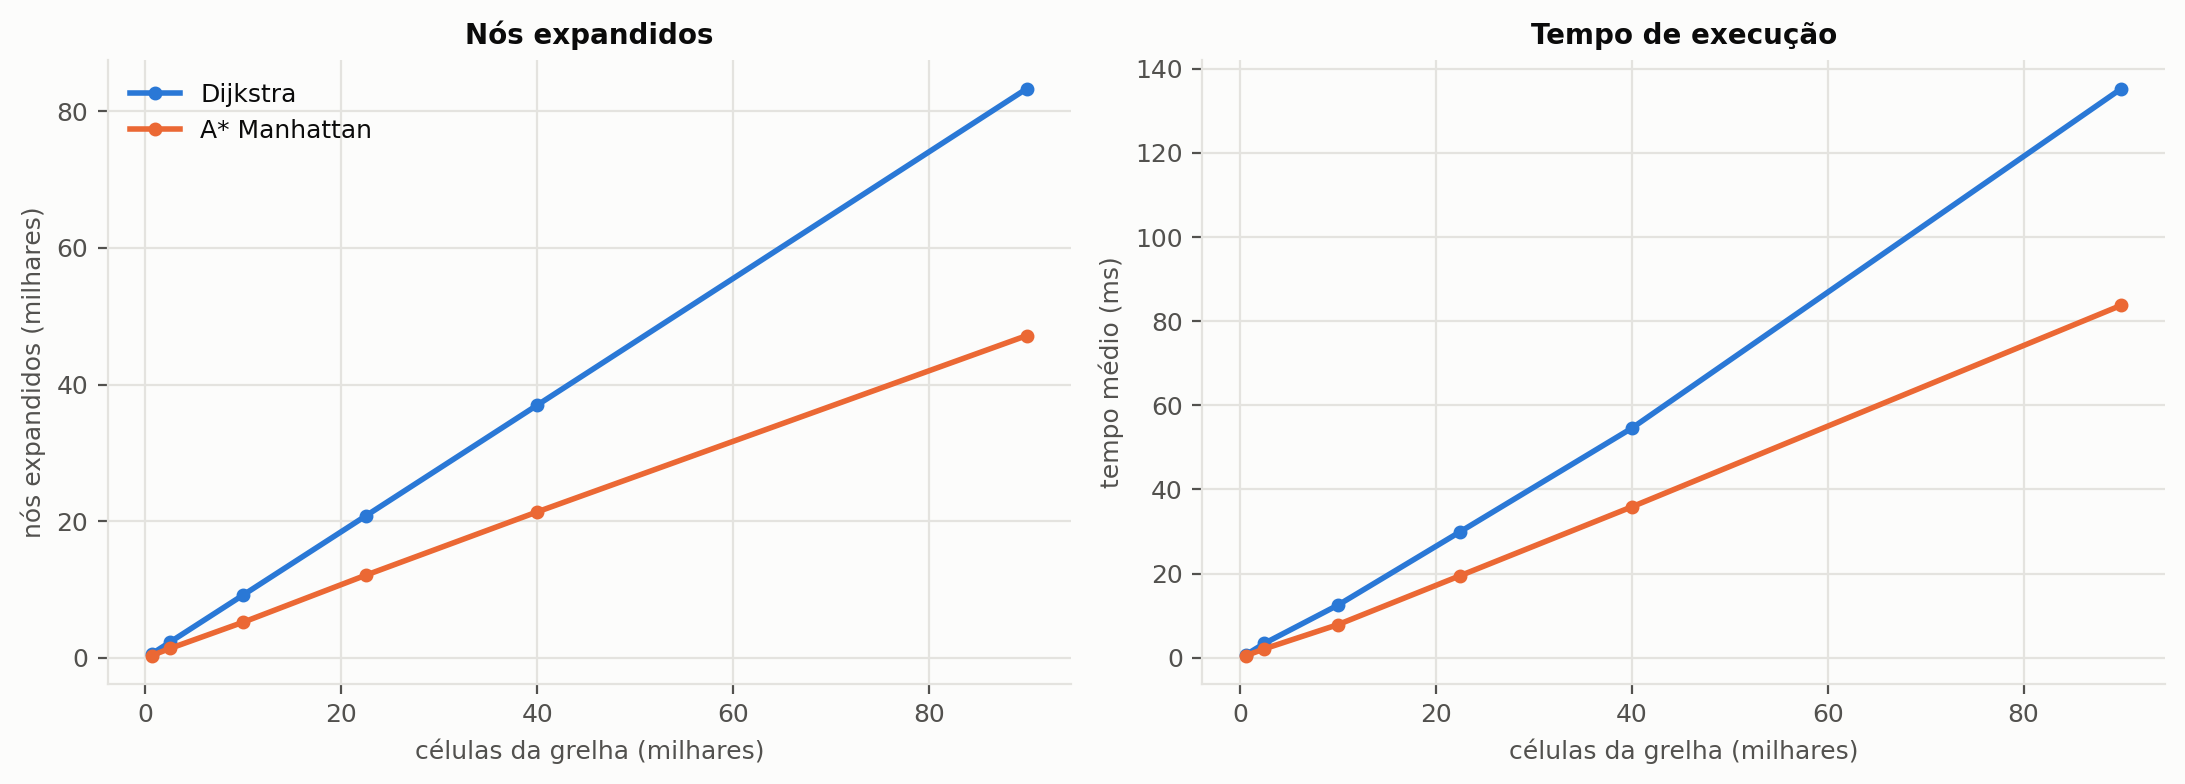 Nós expandidos
Dijkstra
A* Manhattan
80
60
40
20
0
nós expandidos (milhares)
0 20 40 60 80
células da grelha (milhares)
Tempo de execução
140
120
100
80
60
40
20
0
tempo médio (ms)
0 20 40 60 80
células da grelha (milhares)